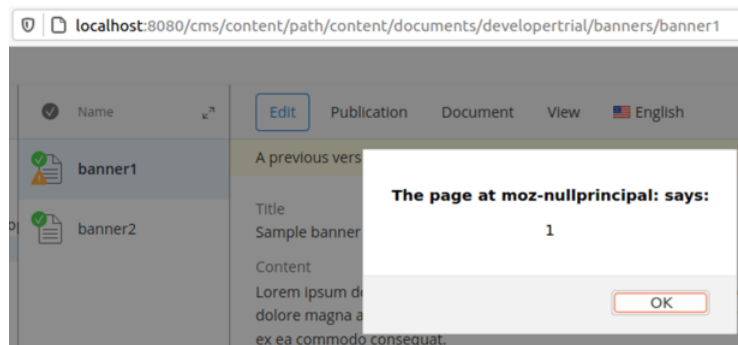 localhost:8080/cms/content/path/content/documents/developertrial/banners/banner1
Name
Edit Publication Document View English
banner1
A previous vers
The page at moz-nullprincipal: says:
1
banner2
Title
Sample banner
Content
Lorem ipsum d
OK
dolore magna a
ex ea commodo consequat.